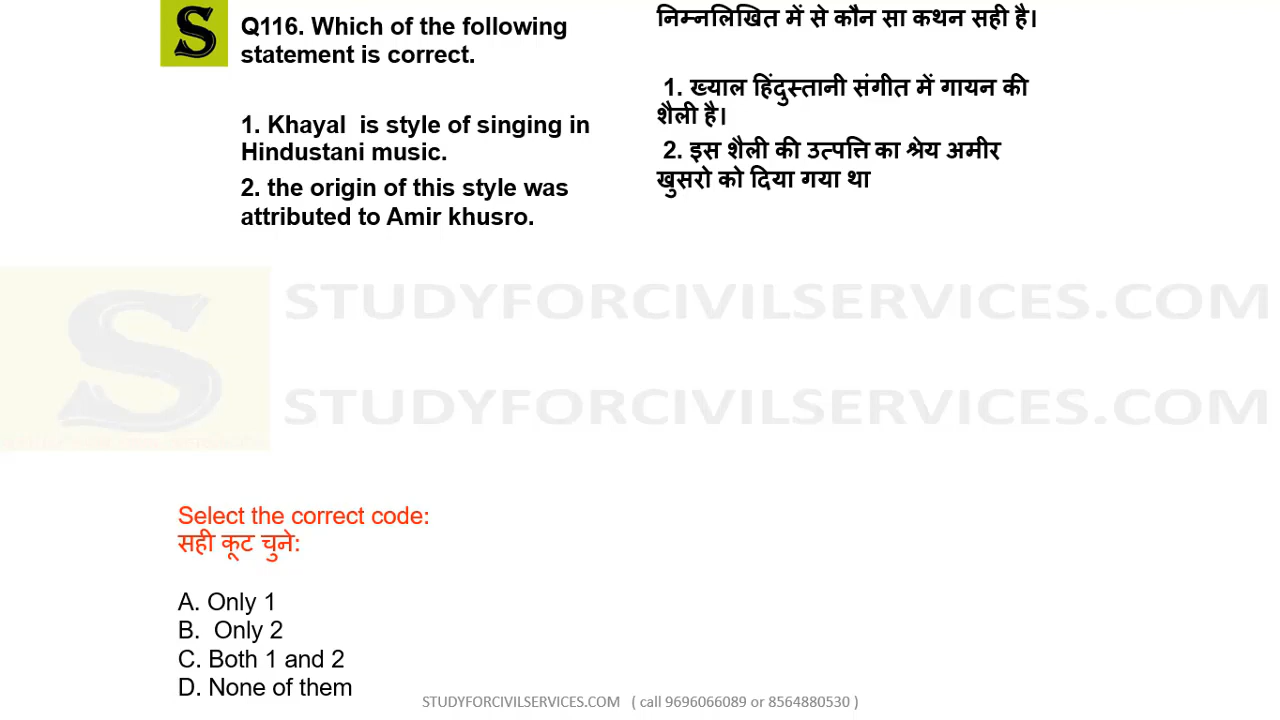 S
Q116. Which of the following
statement is correct.
1. Khayal  is style of singing in
Hindustani music.
2. the origin of this style was
attributed to Amir khusro.
निम्नलिखित में से कौन सा कथन सही है।
1. ख्याल हिंदुस्तानी संगीत में गायन की
शैली है।
2. इस शैली की उत्पत्ति का श्रेय अमीर
खुसरो को दिया गया था
S
STUDYFORCIVILSERVICES.COM
STUDYFORCIVILSERVICES.COM
Select the correct code:
सही कूट चुने:
A. Only 1
B.  Only 2
C. Both 1 and 2
D. None of them
STUDYFORCIVILSERVICES.COM   ( call 9696066089 or 8564880530 )